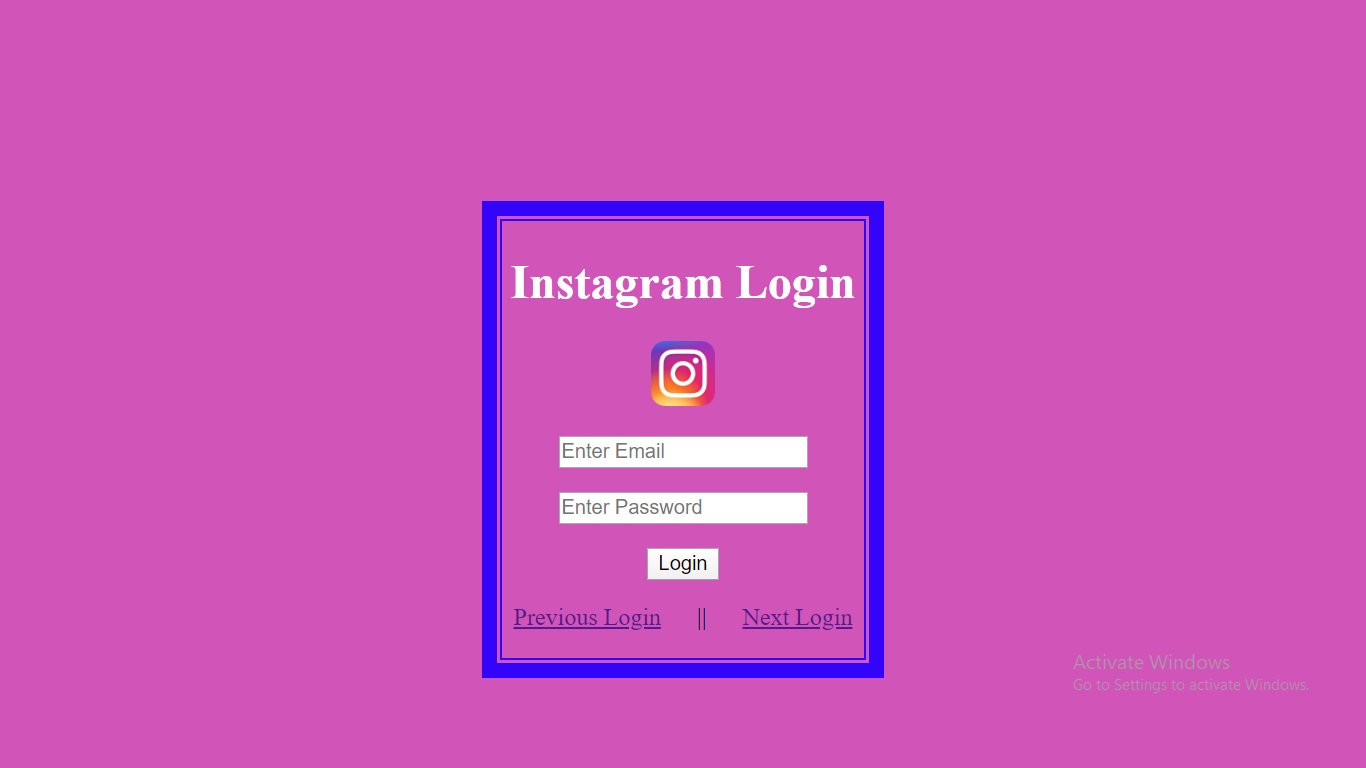 Instagram Login
Enter Email
Enter Password
Login
Previous Login || Next Login
Activate Windows
Go to Settings to activate Windows.